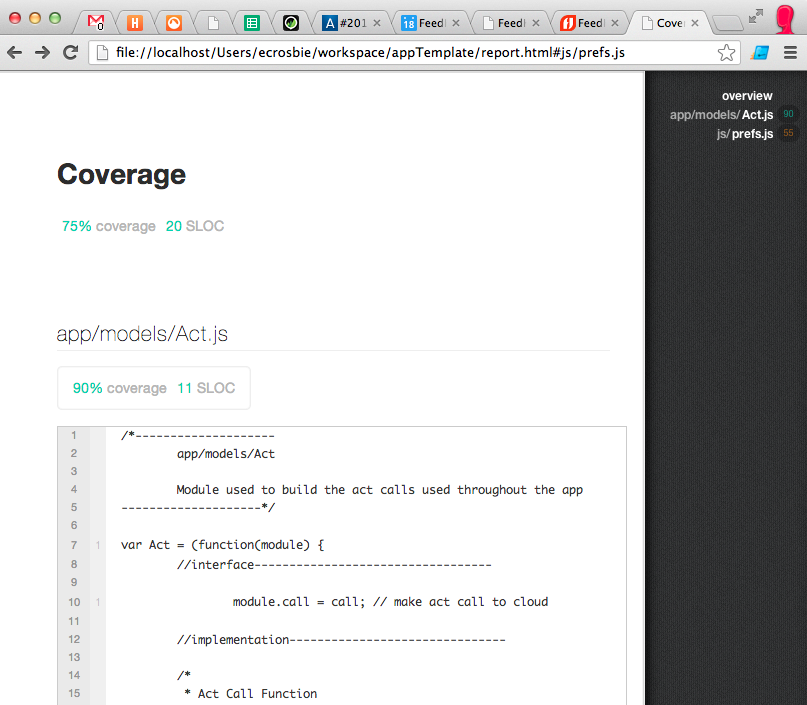 0
H
A #201
18 Feedl
Feedl
Feedl
Cove
file://localhost/Users/ecrosbie/workspace/appTemplate/report.html#js/prefs.js
overview
app/models/Act.js 90
js/prefs.js 55
Coverage
75% coverage 20 SLOC
app/models/Act.js
90% coverage 11 SLOC
1 /*--------------------
2 app/models/Act
3
4 Module used to build the act calls used throughout the app
5 --------------------*/
6
7 1 var Act = (function(module) {
8 //interface----------------------------------
9
10 1 module.call = call; // make act call to cloud
11
12 //implementation-------------------------------
13
14 /*
15 * Act Call Function